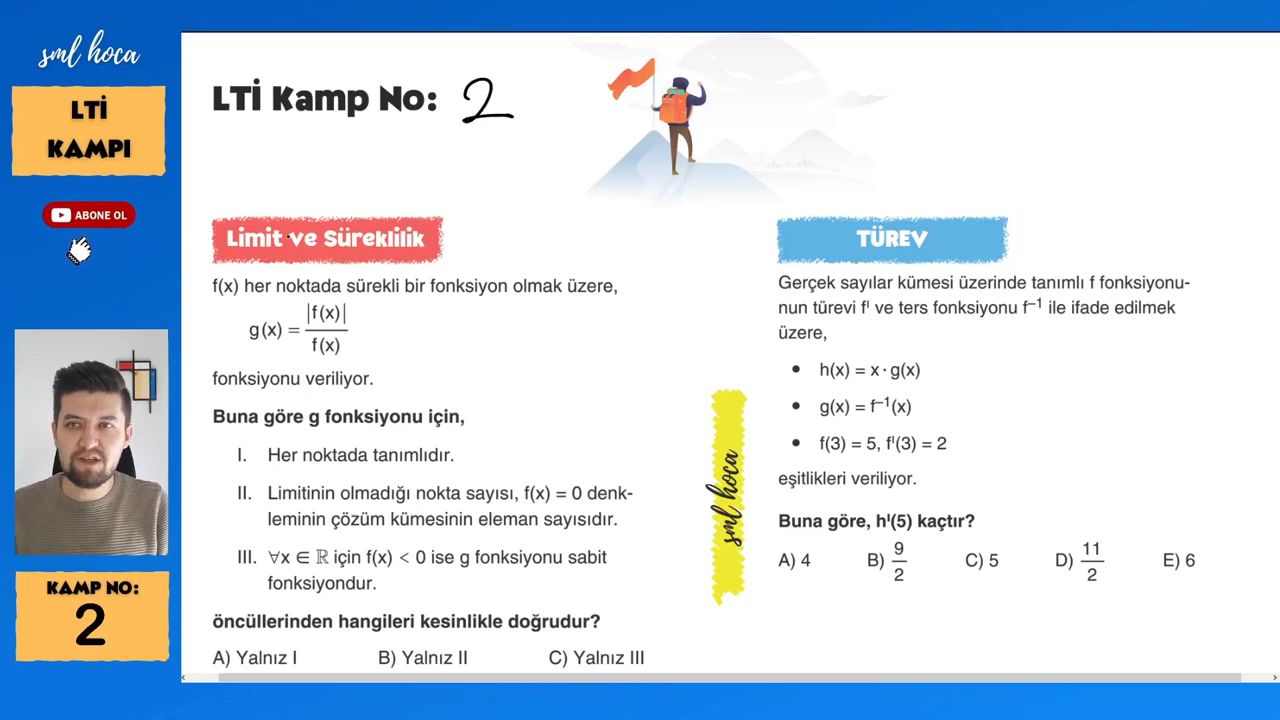 sml hoca
LTİ
KAMPI
ABONE OL
KAMP NO:
2
LTİ Kamp No: 2
Limit ve Süreklilik
f(x) her noktada sürekli bir fonksiyon olmak üzere,
g(x) = |f(x)| / f(x)
fonksiyonu veriliyor.
Buna göre g fonksiyonu için,
I. Her noktada tanımlıdır.
II. Limitinin olmadığı nokta sayısı, f(x) = 0 denk-
leminin çözüm kümesinin eleman sayısıdır.
III. ∀x ∈ ℝ için f(x) < 0 ise g fonksiyonu sabit
fonksiyondur.
öncüllerinden hangileri kesinlikle doğrudur?
A) Yalnız I B) Yalnız II C) Yalnız III
sml hoca
TÜREV
Gerçek sayılar kümesi üzerinde tanımlı f fonksiyonu-
nun türevi fᴵ ve ters fonksiyonu f⁻¹ ile ifade edilmek
üzere,
• h(x) = x · g(x)
• g(x) = f⁻¹(x)
• f(3) = 5, fᴵ(3) = 2
eşitlikleri veriliyor.
Buna göre, hᴵ(5) kaçtır?
A) 4 B) 9/2 C) 5 D) 11/2 E) 6